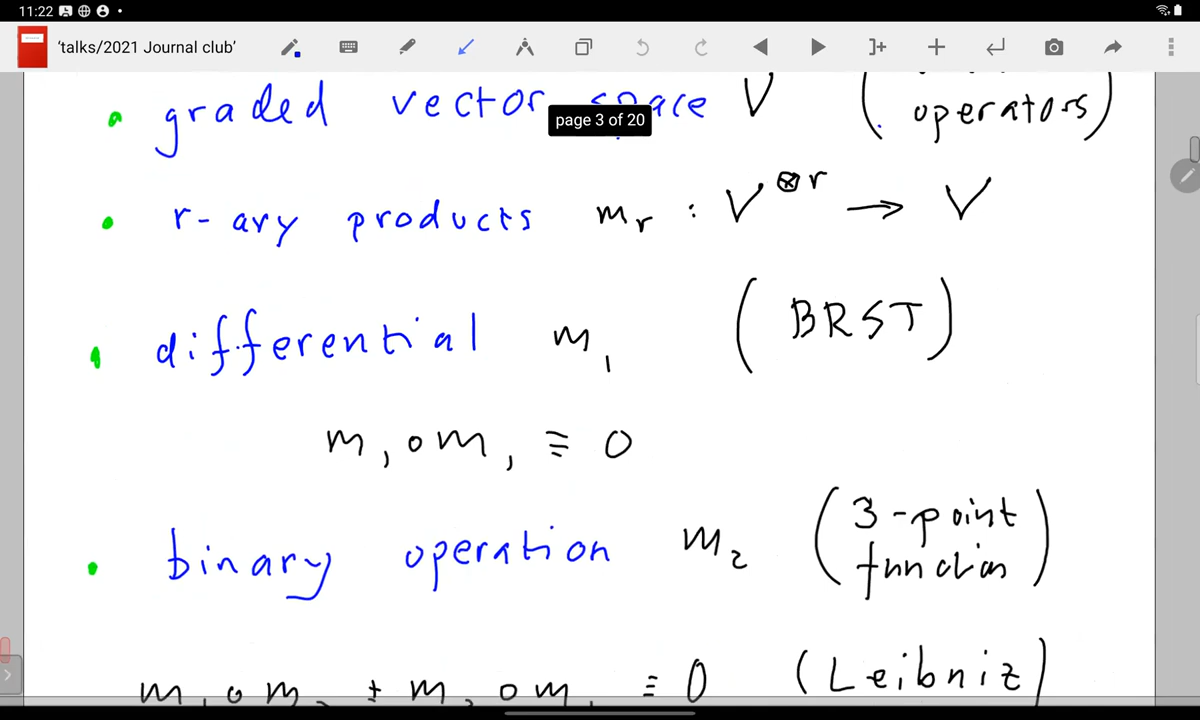 11:22
'talks/2021 Journal club'
page 3 of 20
• graded vector space V ( operators)
• r-ary products m_r : V^{⊗r} → V
• differential m_1 (BRST)
m_1 ∘ m_1 ≡ 0
• binary operation m_2 (3-point
function)
m_1 ∘ m_2 + m_2 ∘ m_1 ≡ 0 (Leibniz)